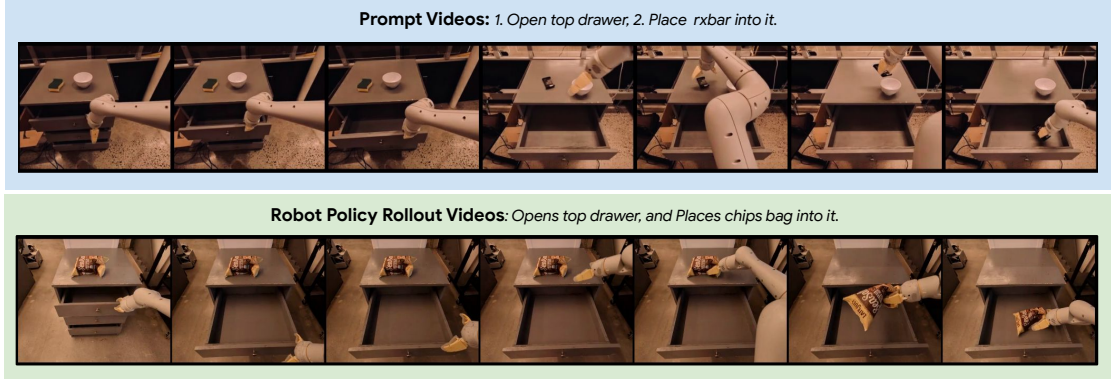 Prompt Videos: 1. Open top drawer, 2. Place rxbar into it.
Robot Policy Rollout Videos: Opens top drawer, and Places chips bag into it.